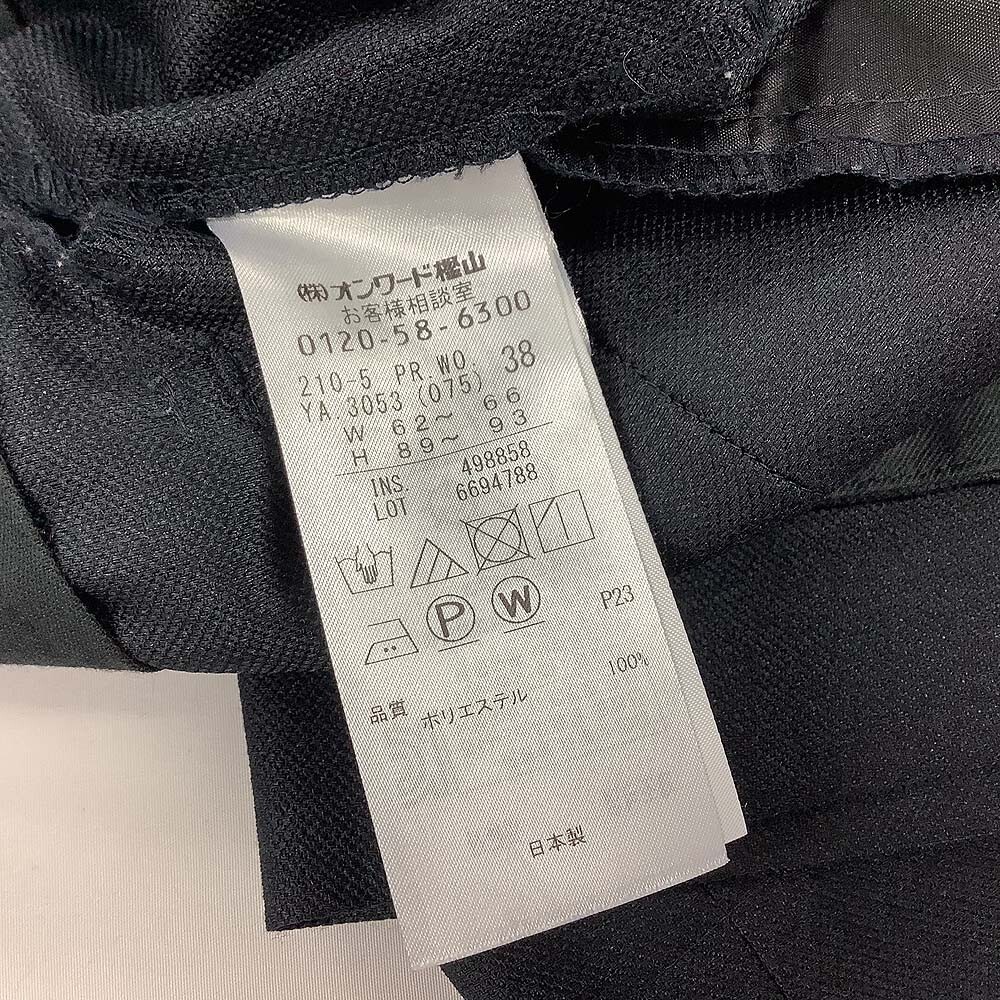 ㈱オンワード樫山
お客様相談室
0120-58-6300
210-5 PR.WO 38
YA.3053 (075)
W 62～ 66
H 89～ 93
INS. 498858
LOT 6694788
P W P23
品質 ポリエステル 100%
日本製